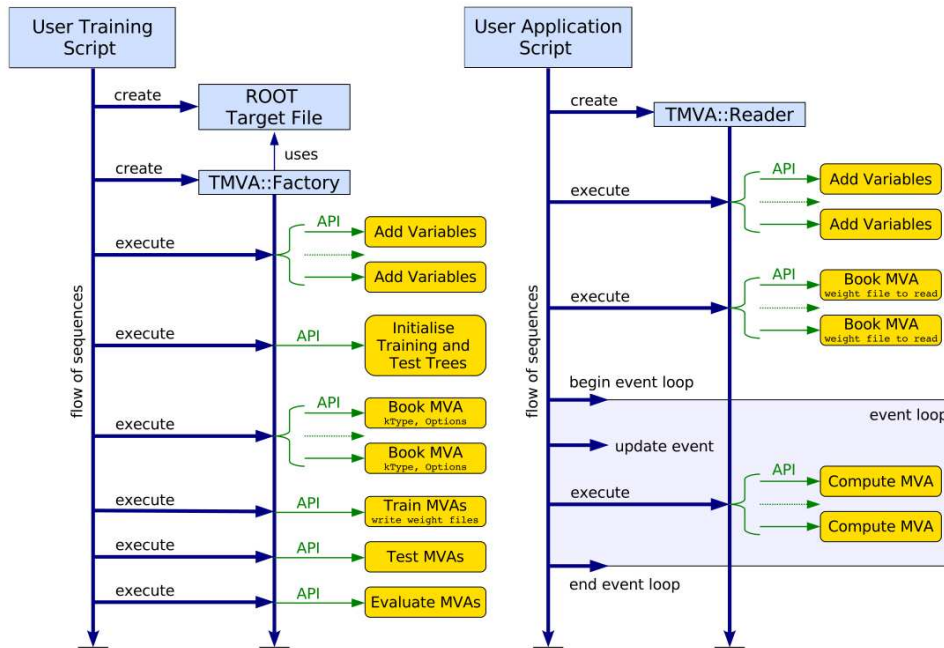 User Training
Script
create
ROOT
Target File
uses
create
TMVA::Factory
flow of sequences
execute
API
Add Variables
Add Variables
execute
API
Initialise
Training and
Test Trees
execute
API
Book MVA
kType, Options
Book MVA
kType, Options
execute
API
Train MVAs
write weight files
execute
API
Test MVAs
execute
API
Evaluate MVAs
User Application
Script
create
TMVA::Reader
flow of sequences
execute
API
Add Variables
Add Variables
execute
API
Book MVA
weight file to read
Book MVA
weight file to read
begin event loop
event loop
update event
execute
API
Compute MVA
Compute MVA
end event loop